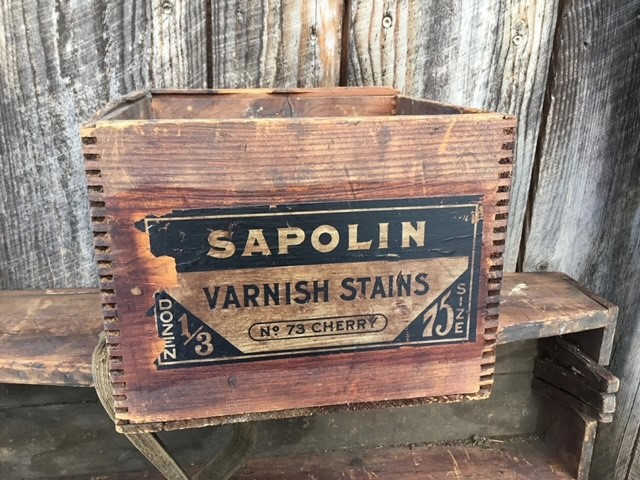 SAPOLIN
VARNISH STAINS
Nº 73 CHERRY
DOZEN
1/3
75
SIZE